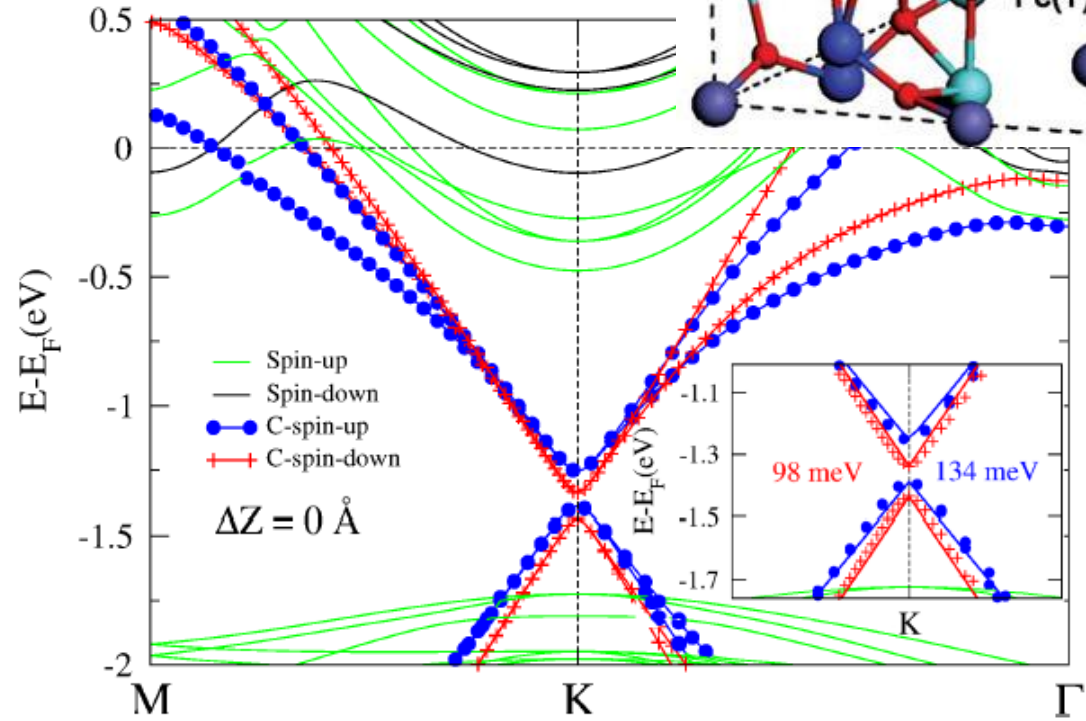 0.5
0
-0.5
-1
-1.5
-2
E-E_F(eV)
Spin-up
Spin-down
C-spin-up
C-spin-down
ΔZ = 0 Å
M
K
Γ
-1.1
-1.3
-1.5
-1.7
E-E_F(eV)
98 meV
134 meV
K